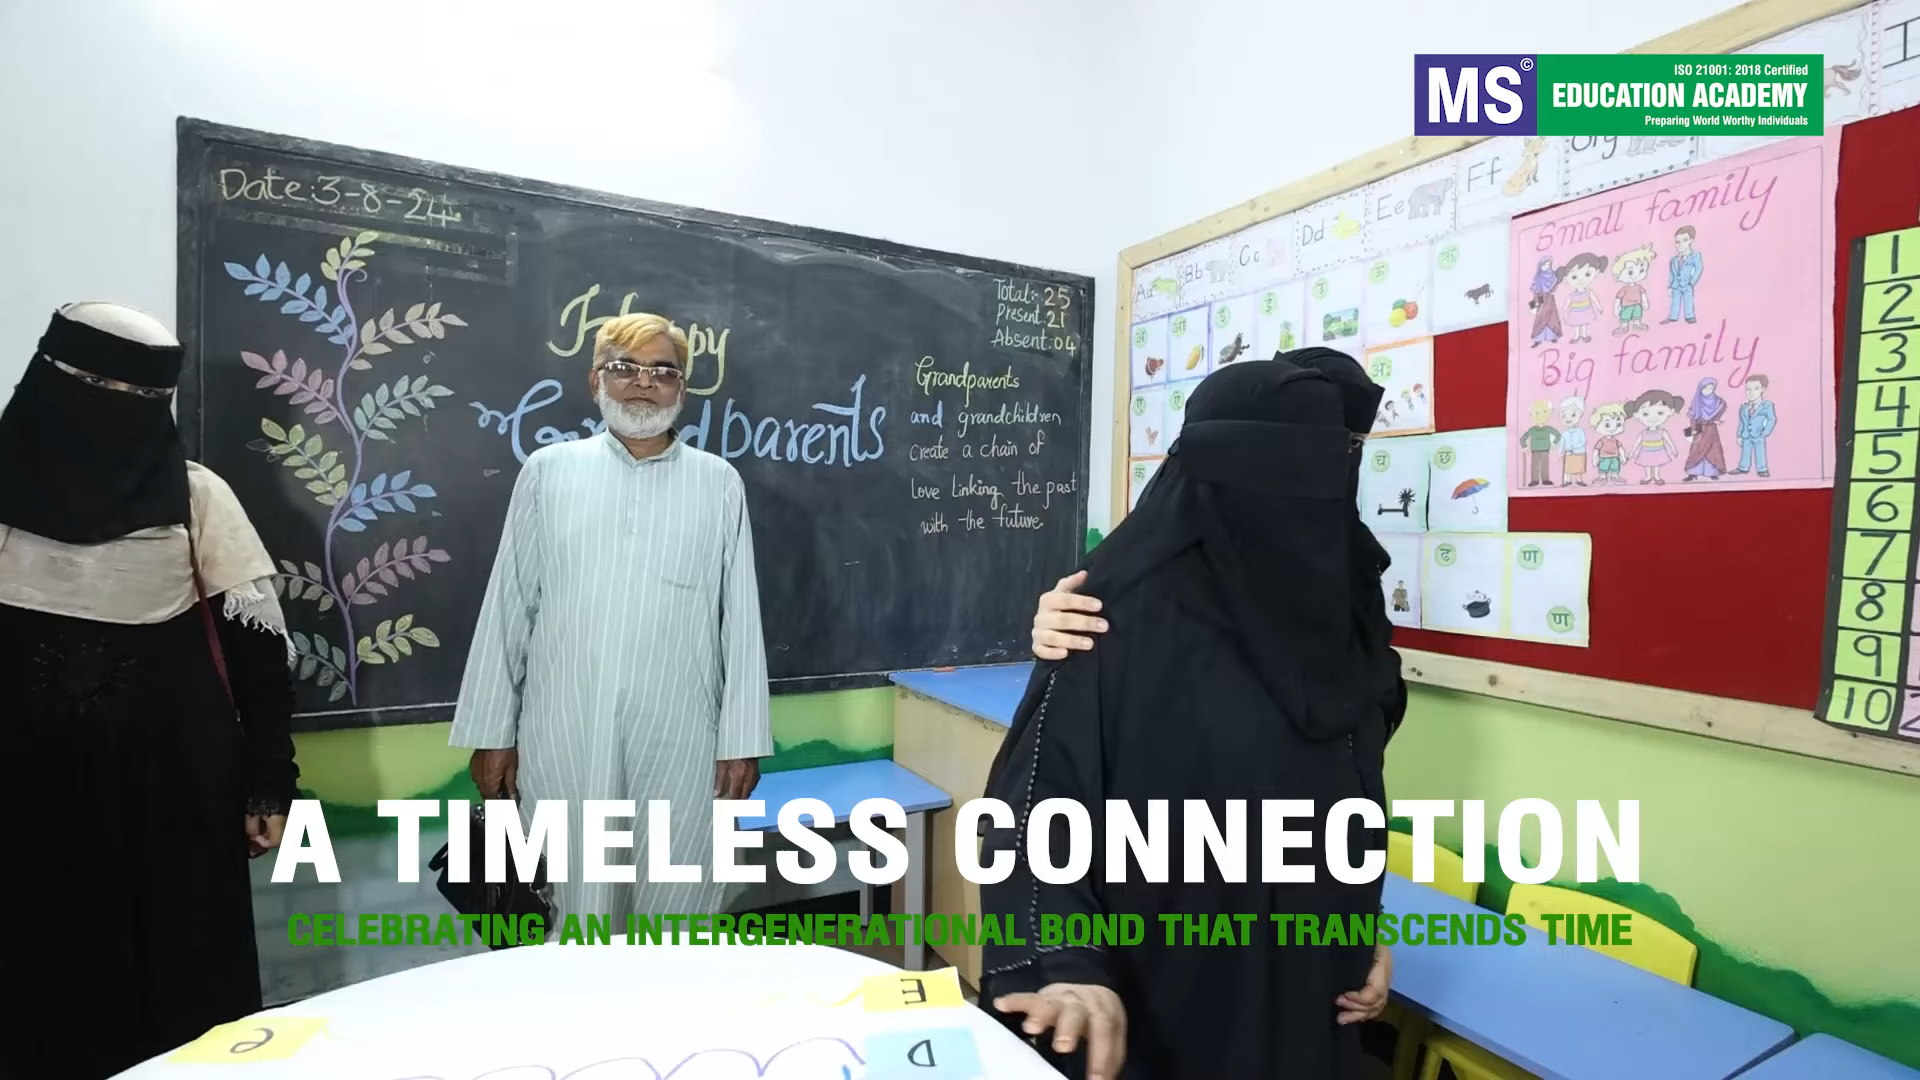 MS©
ISO 21001: 2018 Certified
EDUCATION ACADEMY
Preparing World Worthy Individuals
Date:3-8-24
Happy
Total:- 25
Present:21
Absent:04
Grandparents
and grandchildren
create a chain of
love linking the past
with the future
Aa
Bb
Cc
Dd
Ee
Ff
Small family
Big family
अ
आ
इ
ई
उ
ऊ
ए
ऐ
अः
क
च
छ
ढ
ण
ण
1
2
3
4
5
6
7
8
9
10
A TIMELESS CONNECTION
CELEBRATING AN INTERGENERATIONAL BOND THAT TRANSCENDS TIME
E
D
e